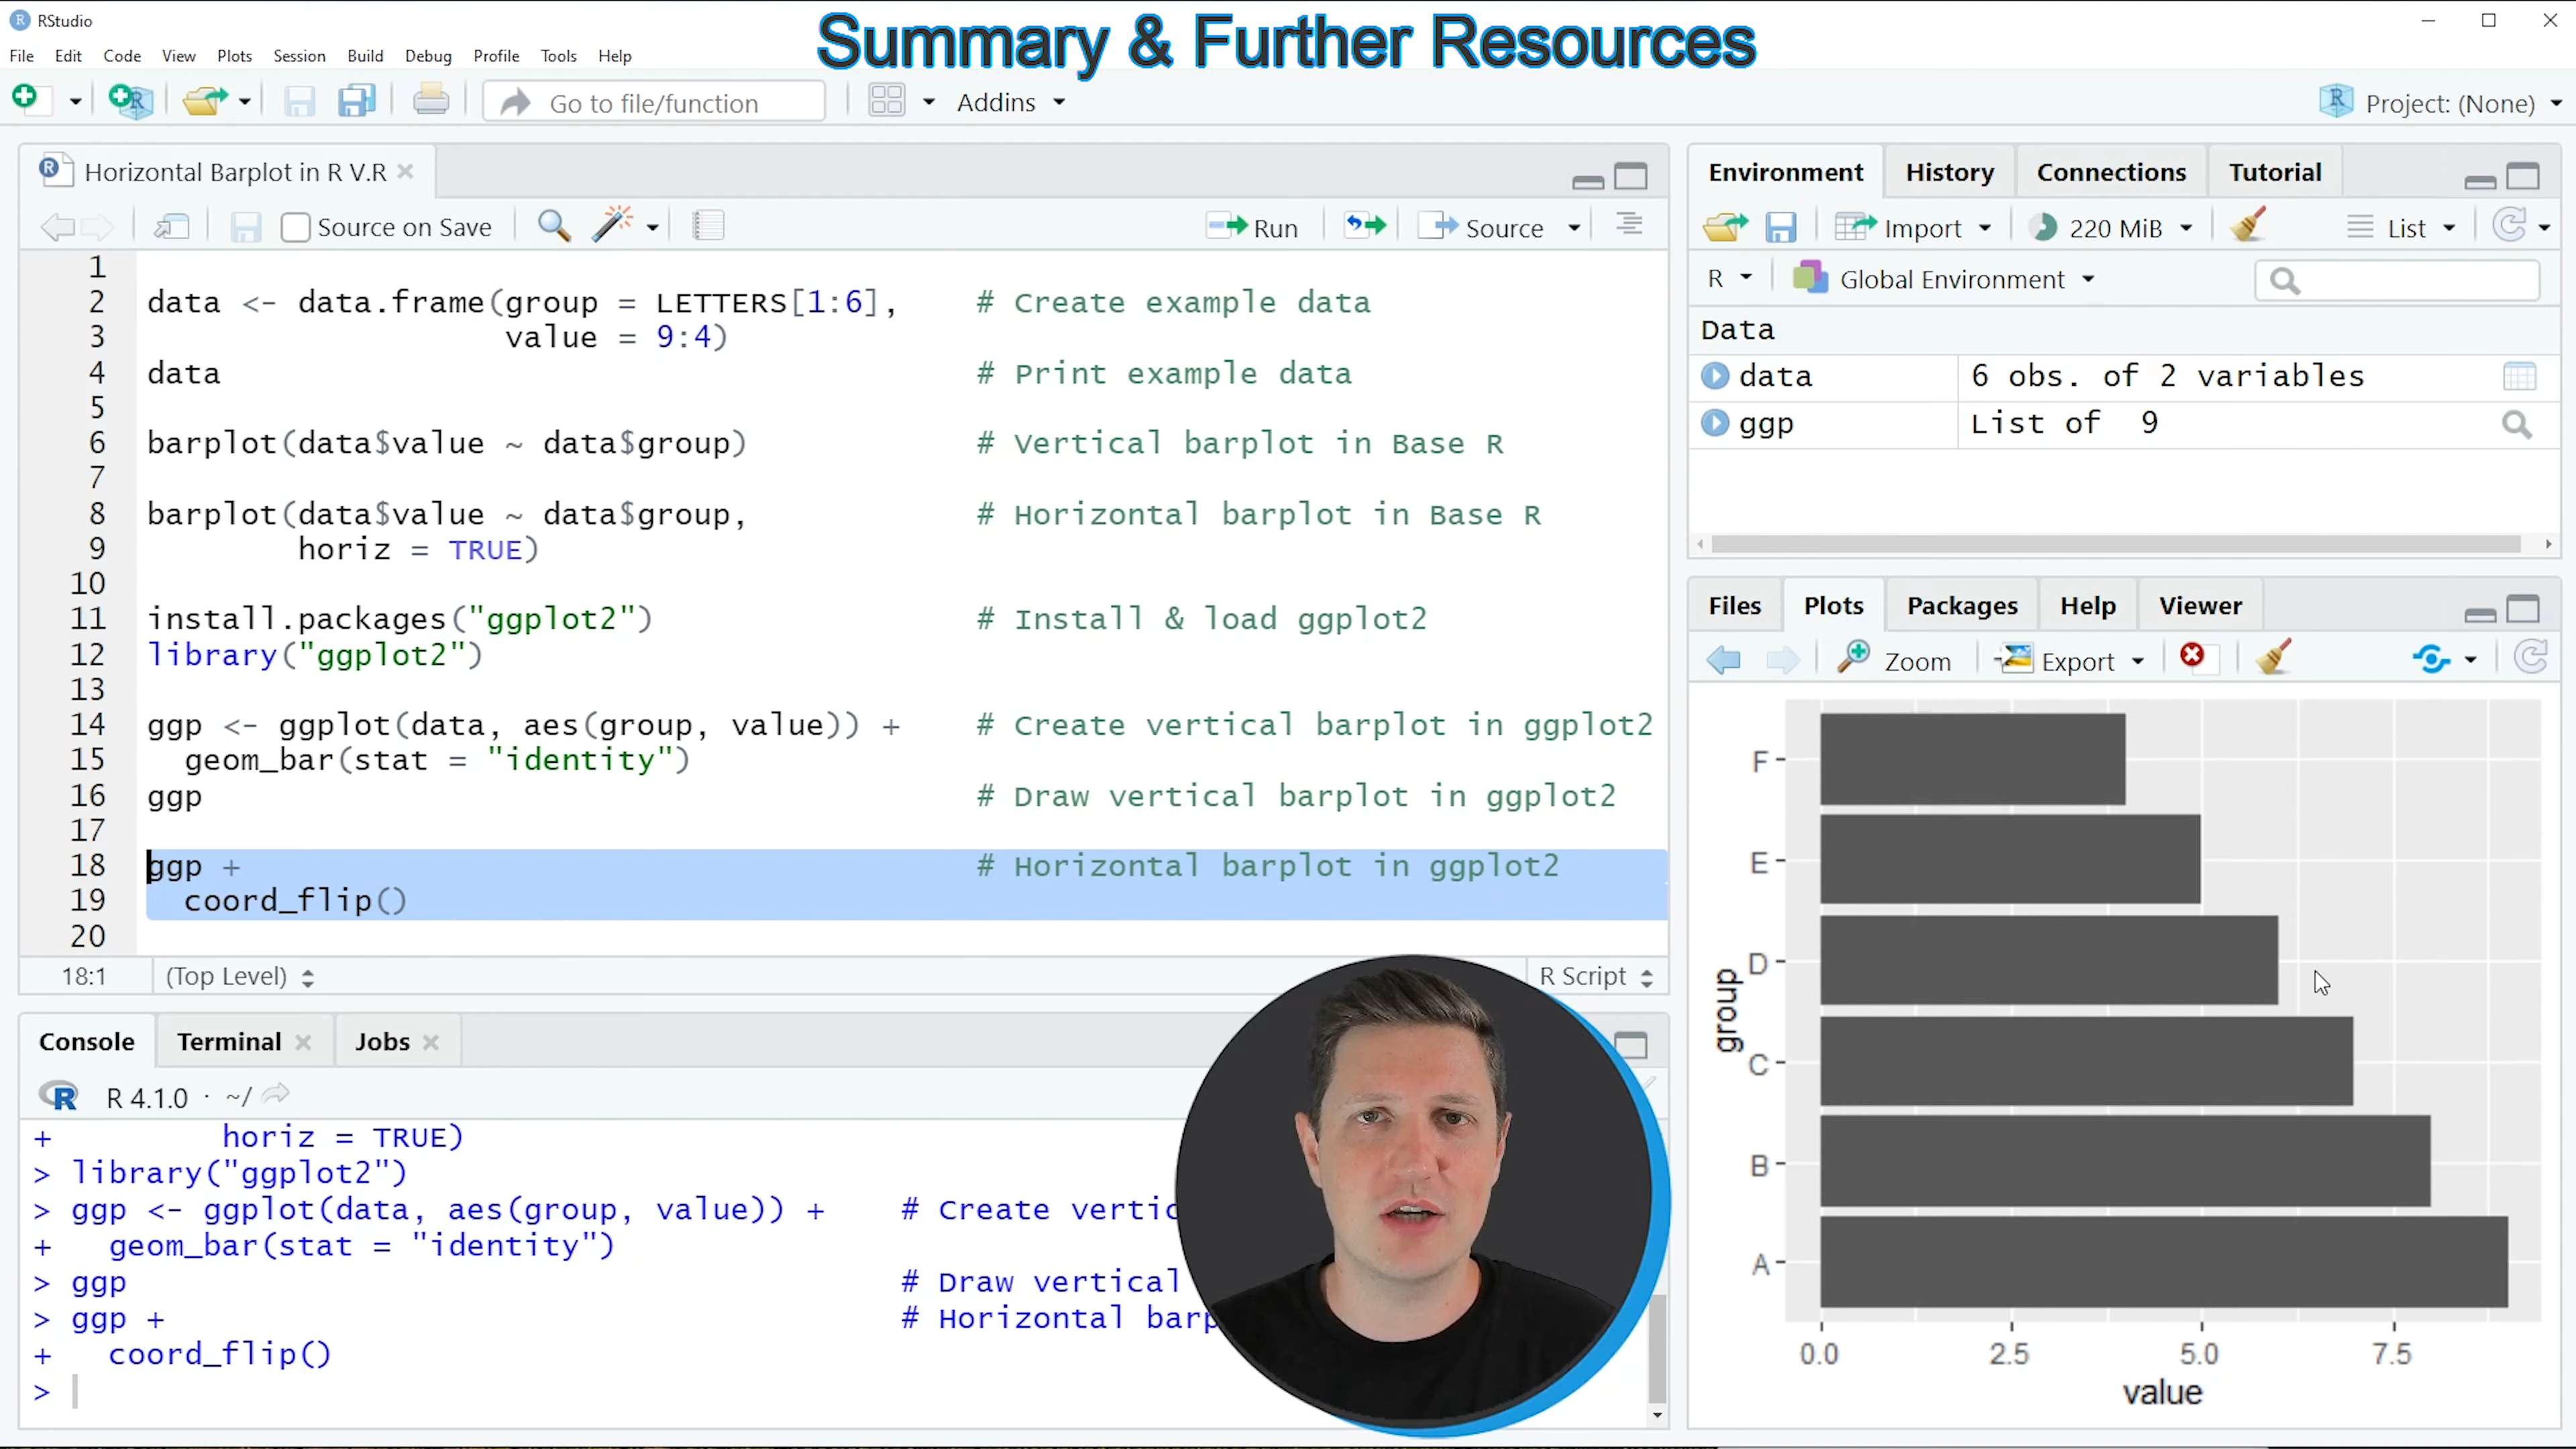 RStudio
Summary & Further Resources
File Edit Code View Plots Session Build Debug Profile Tools Help
Go to file/function
Addins
Project: (None)
Horizontal Barplot in R V.R
Source on Save
Run
Source
1
2 data <- data.frame(group = LETTERS[1:6], # Create example data
3 value = 9:4)
4 data # Print example data
5
6 barplot(data$value ~ data$group) # Vertical barplot in Base R
7
8 barplot(data$value ~ data$group, # Horizontal barplot in Base R
9 horiz = TRUE)
10
11 install.packages("ggplot2") # Install & load ggplot2
12 library("ggplot2")
13
14 ggp <- ggplot(data, aes(group, value)) + # Create vertical barplot in ggplot2
15 geom_bar(stat = "identity")
16 ggp # Draw vertical barplot in ggplot2
17
18 ggp + # Horizontal barplot in ggplot2
19 coord_flip()
20
18:1 (Top Level) R Script
Console Terminal Jobs
R 4.1.0 · ~/
+ horiz = TRUE)
> library("ggplot2")
> ggp <- ggplot(data, aes(group, value)) + # Create vertic
+ geom_bar(stat = "identity")
> ggp # Draw vertical
> ggp + # Horizontal barp
+ coord_flip()
>
Environment History Connections Tutorial
Import 220 MiB List
R Global Environment
Data
data 6 obs. of 2 variables
ggp List of 9
Files Plots Packages Help Viewer
Zoom Export
group
F
E
D
C
B
A
0.0 2.5 5.0 7.5
value